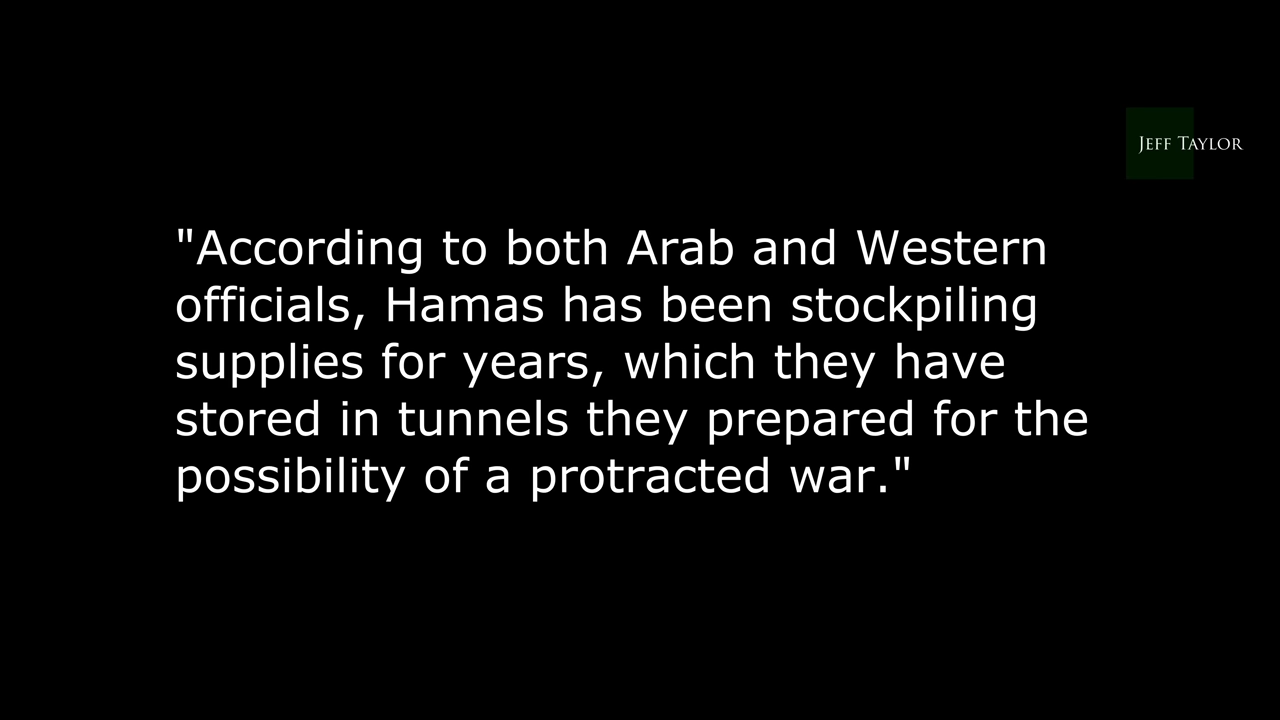 JEFF TAYLOR
"According to both Arab and Western
officials, Hamas has been stockpiling
supplies for years, which they have
stored in tunnels they prepared for the
possibility of a protracted war."